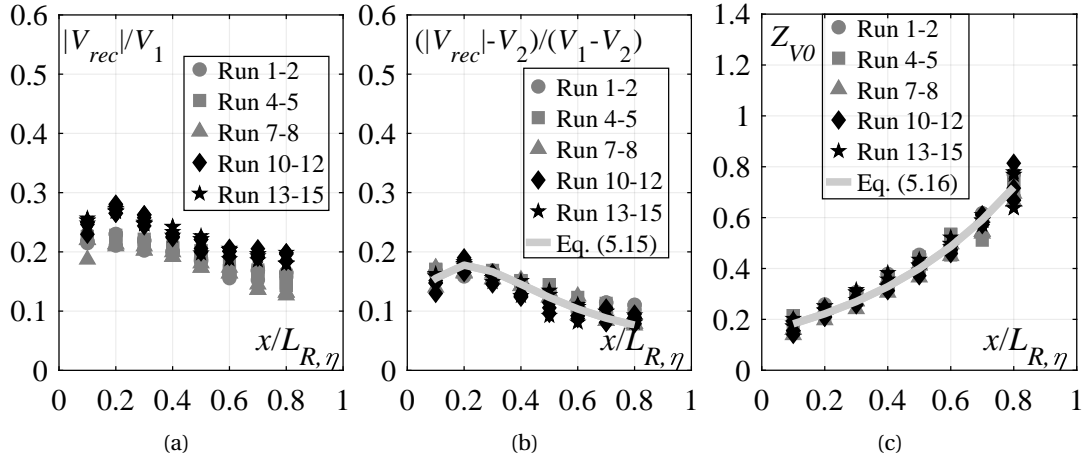 0.6
|V_rec|/V_1
0.5
Run 1-2
Run 4-5
0.4
Run 7-8
Run 10-12
0.3
Run 13-15
0.2
0.1
x/L_{R, η}
0
0 0.2 0.4 0.6 0.8 1
(a)
0.6
(|V_rec|-V_2)/(V_1-V_2)
0.5
Run 1-2
Run 4-5
0.4
Run 7-8
Run 10-12
0.3
Run 13-15
Eq. (5.15)
0.2
0.1
x/L_{R, η}
0
0 0.2 0.4 0.6 0.8 1
(b)
1.4
Z_{V0}
Run 1-2
1.2
Run 4-5
Run 7-8
1
Run 10-12
0.8
Run 13-15
Eq. (5.16)
0.6
0.4
0.2
x/L_{R, η}
0
0 0.2 0.4 0.6 0.8 1
(c)